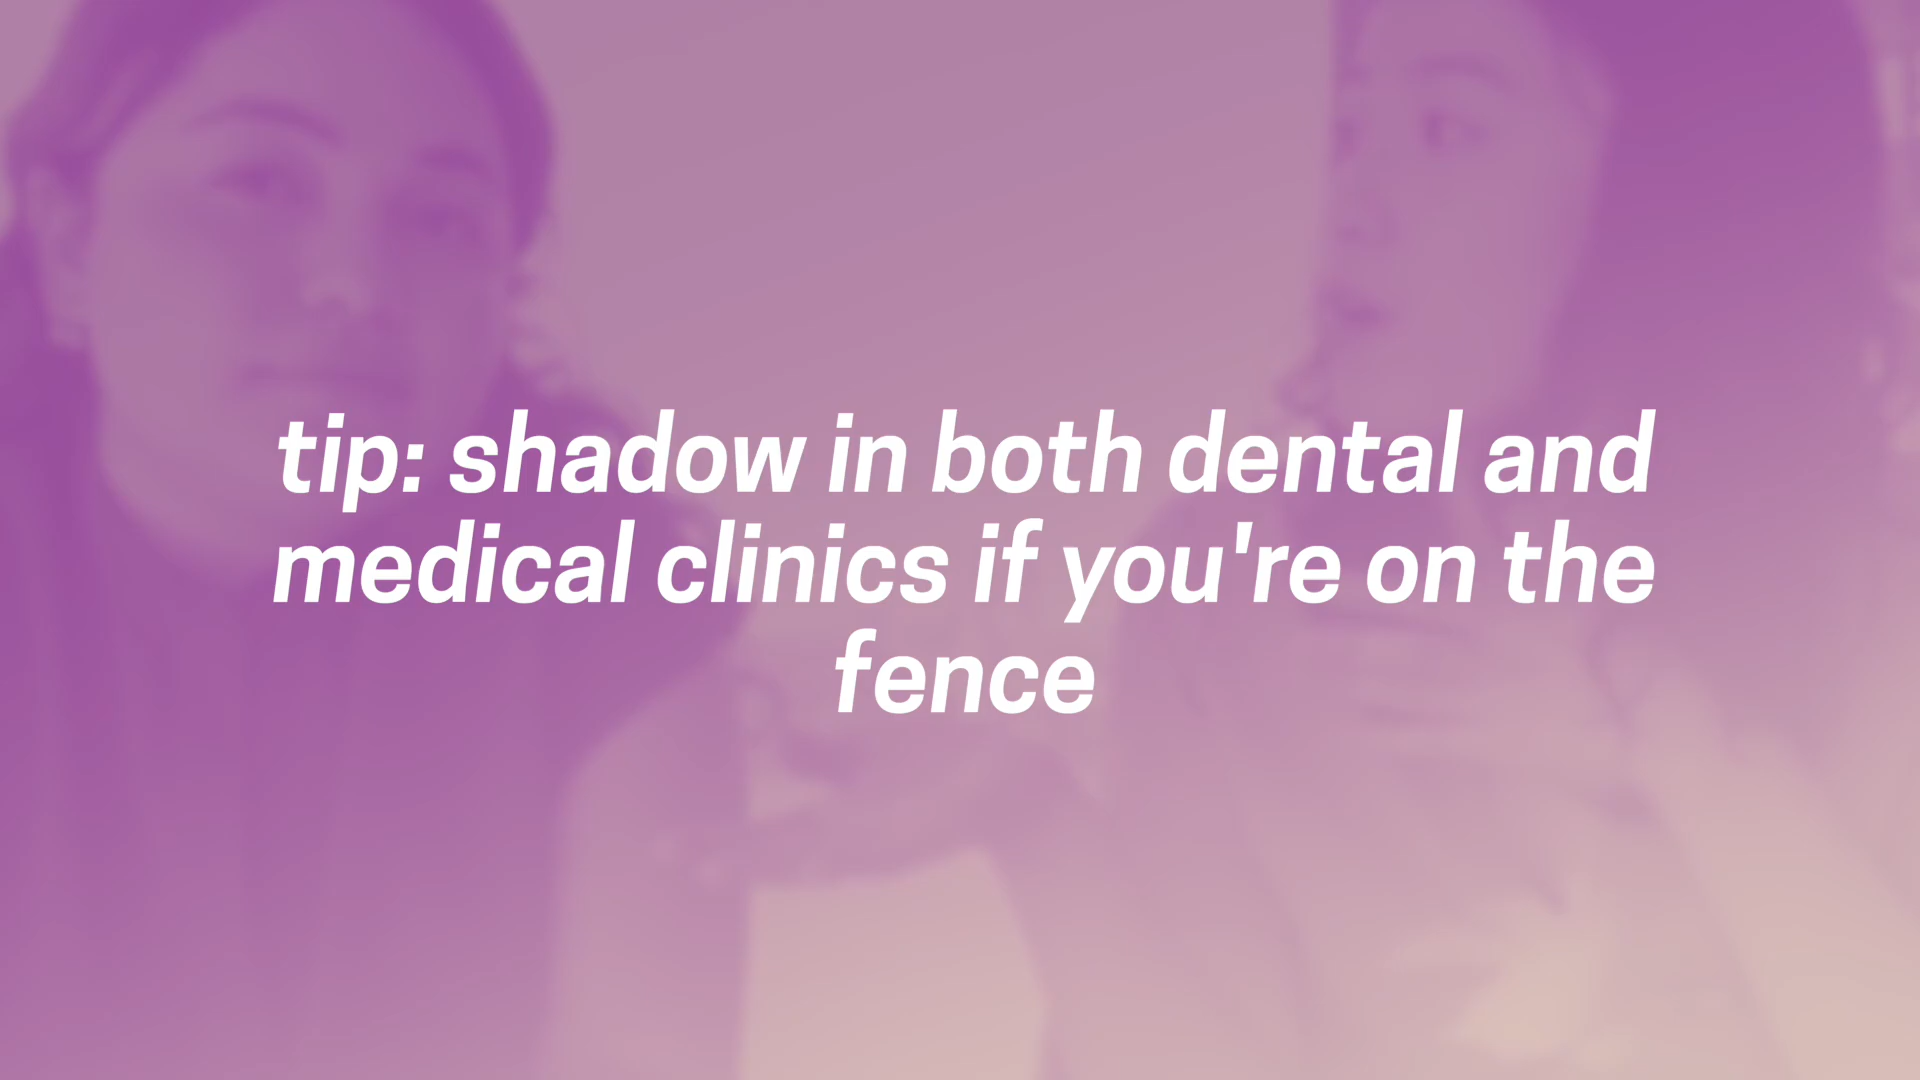 tip: shadow in both dental and
medical clinics if you're on the
fence